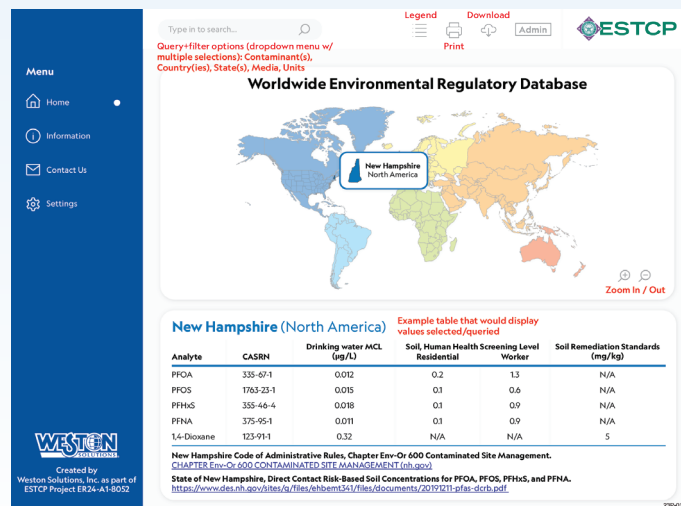 Type in to search...
Legend
Download
Print
Admin
ESTCP
Query+filter options (dropdown menu w/
multiple selections): Contaminant(s),
Country(ies), State(s), Media, Units
Menu
Home
Information
Contact Us
Settings
Worldwide Environmental Regulatory Database
New Hampshire
North America
Zoom In / Out
New Hampshire (North America)
Example table that would display
values selected/queried
Drinking water MCL Soil, Human Health Screening Level Soil Remediation Standards
Analyte CASRN (µg/L) Residential Worker (mg/kg)
PFOA 335-67-1 0.012 0.2 1.3 N/A
PFOS 1763-23-1 0.015 0.1 0.6 N/A
PFHxS 355-46-4 0.018 0.1 0.9 N/A
PFNA 375-95-1 0.011 0.1 0.9 N/A
1,4-Dioxane 123-91-1 0.32 N/A N/A 5
New Hampshire Code of Administrative Rules, Chapter Env-Or 600 Contaminated Site Management.
CHAPTER Env-Or 600 CONTAMINATED SITE MANAGEMENT (nh.gov)
State of New Hampshire, Direct Contact Risk-Based Soil Concentrations for PFOA, PFOS, PFHxS, and PFNA.
https://www.des.nh.gov/sites/g/files/ehbemt341/files/documents/20191211-pfas-dcrb.pdf
WESTON
SOLUTIONS
Created by
Weston Solutions, Inc. as part of
ESTCP Project ER24-A1-8052